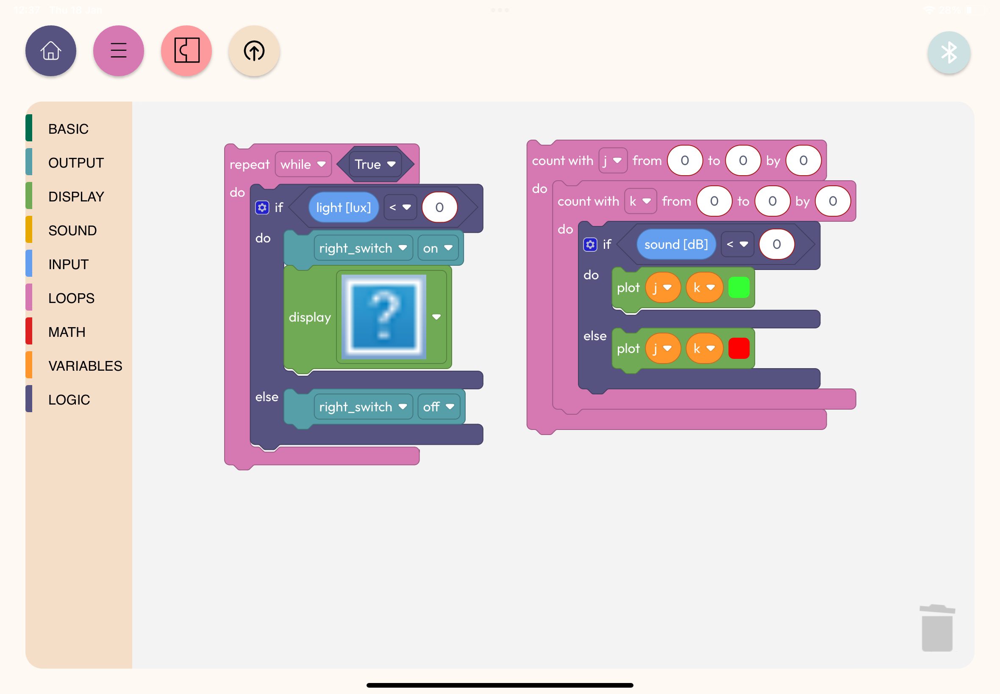 12:37 Thu 18 Jan
28%
BASIC
OUTPUT
DISPLAY
SOUND
INPUT
LOOPS
MATH
VARIABLES
LOGIC
repeat while True
do
if light [lux] < 0
do
right_switch on
display ?
else
right_switch off
count with j from 0 to 0 by 0
do
count with k from 0 to 0 by 0
do
if sound [dB] < 0
do
plot j k
else
plot j k